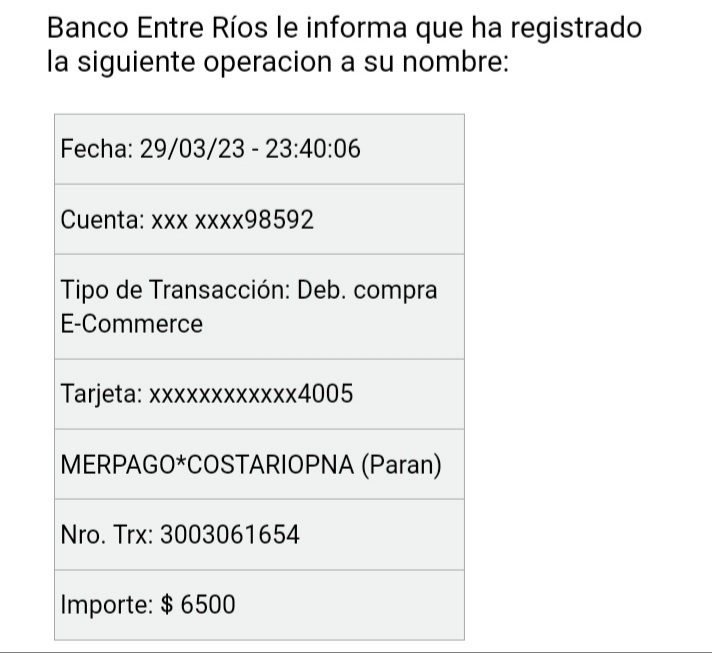 Banco Entre Ríos le informa que ha registrado
la siguiente operacion a su nombre:
Fecha: 29/03/23 - 23:40:06
Cuenta: xxx xxxx98592
Tipo de Transacción: Deb. compra
E-Commerce
Tarjeta: xxxxxxxxxxxx4005
MERPAGO*COSTARIOPNA (Paran)
Nro. Trx: 3003061654
Importe: $ 6500